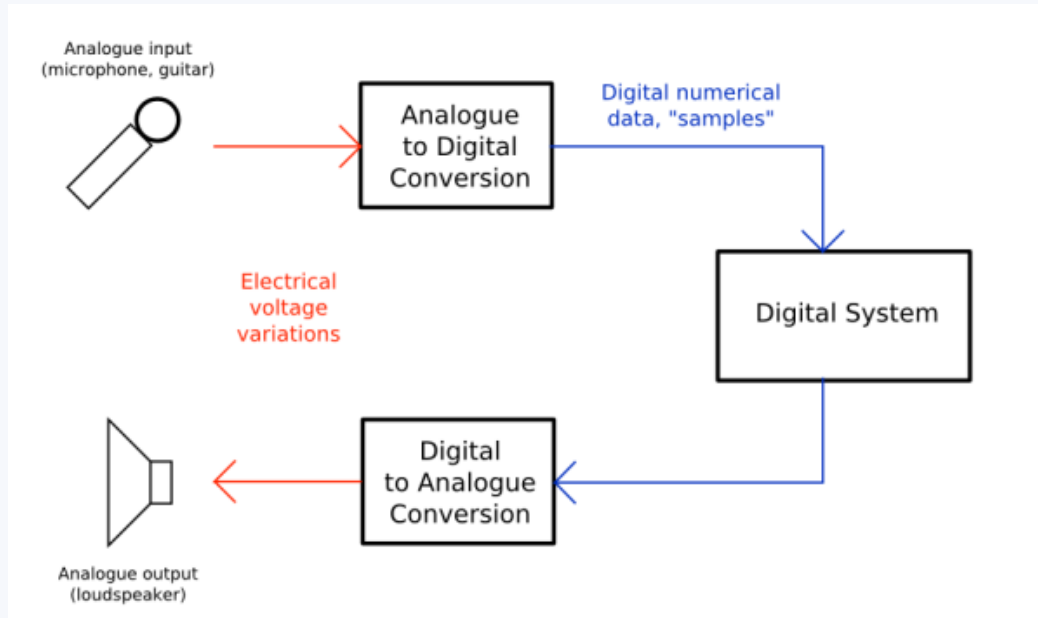 Analogue input
(microphone, guitar)
Analogue
to Digital
Conversion
Digital numerical
data, "samples"
Electrical
voltage
variations
Digital System
Digital
to Analogue
Conversion
Analogue output
(loudspeaker)